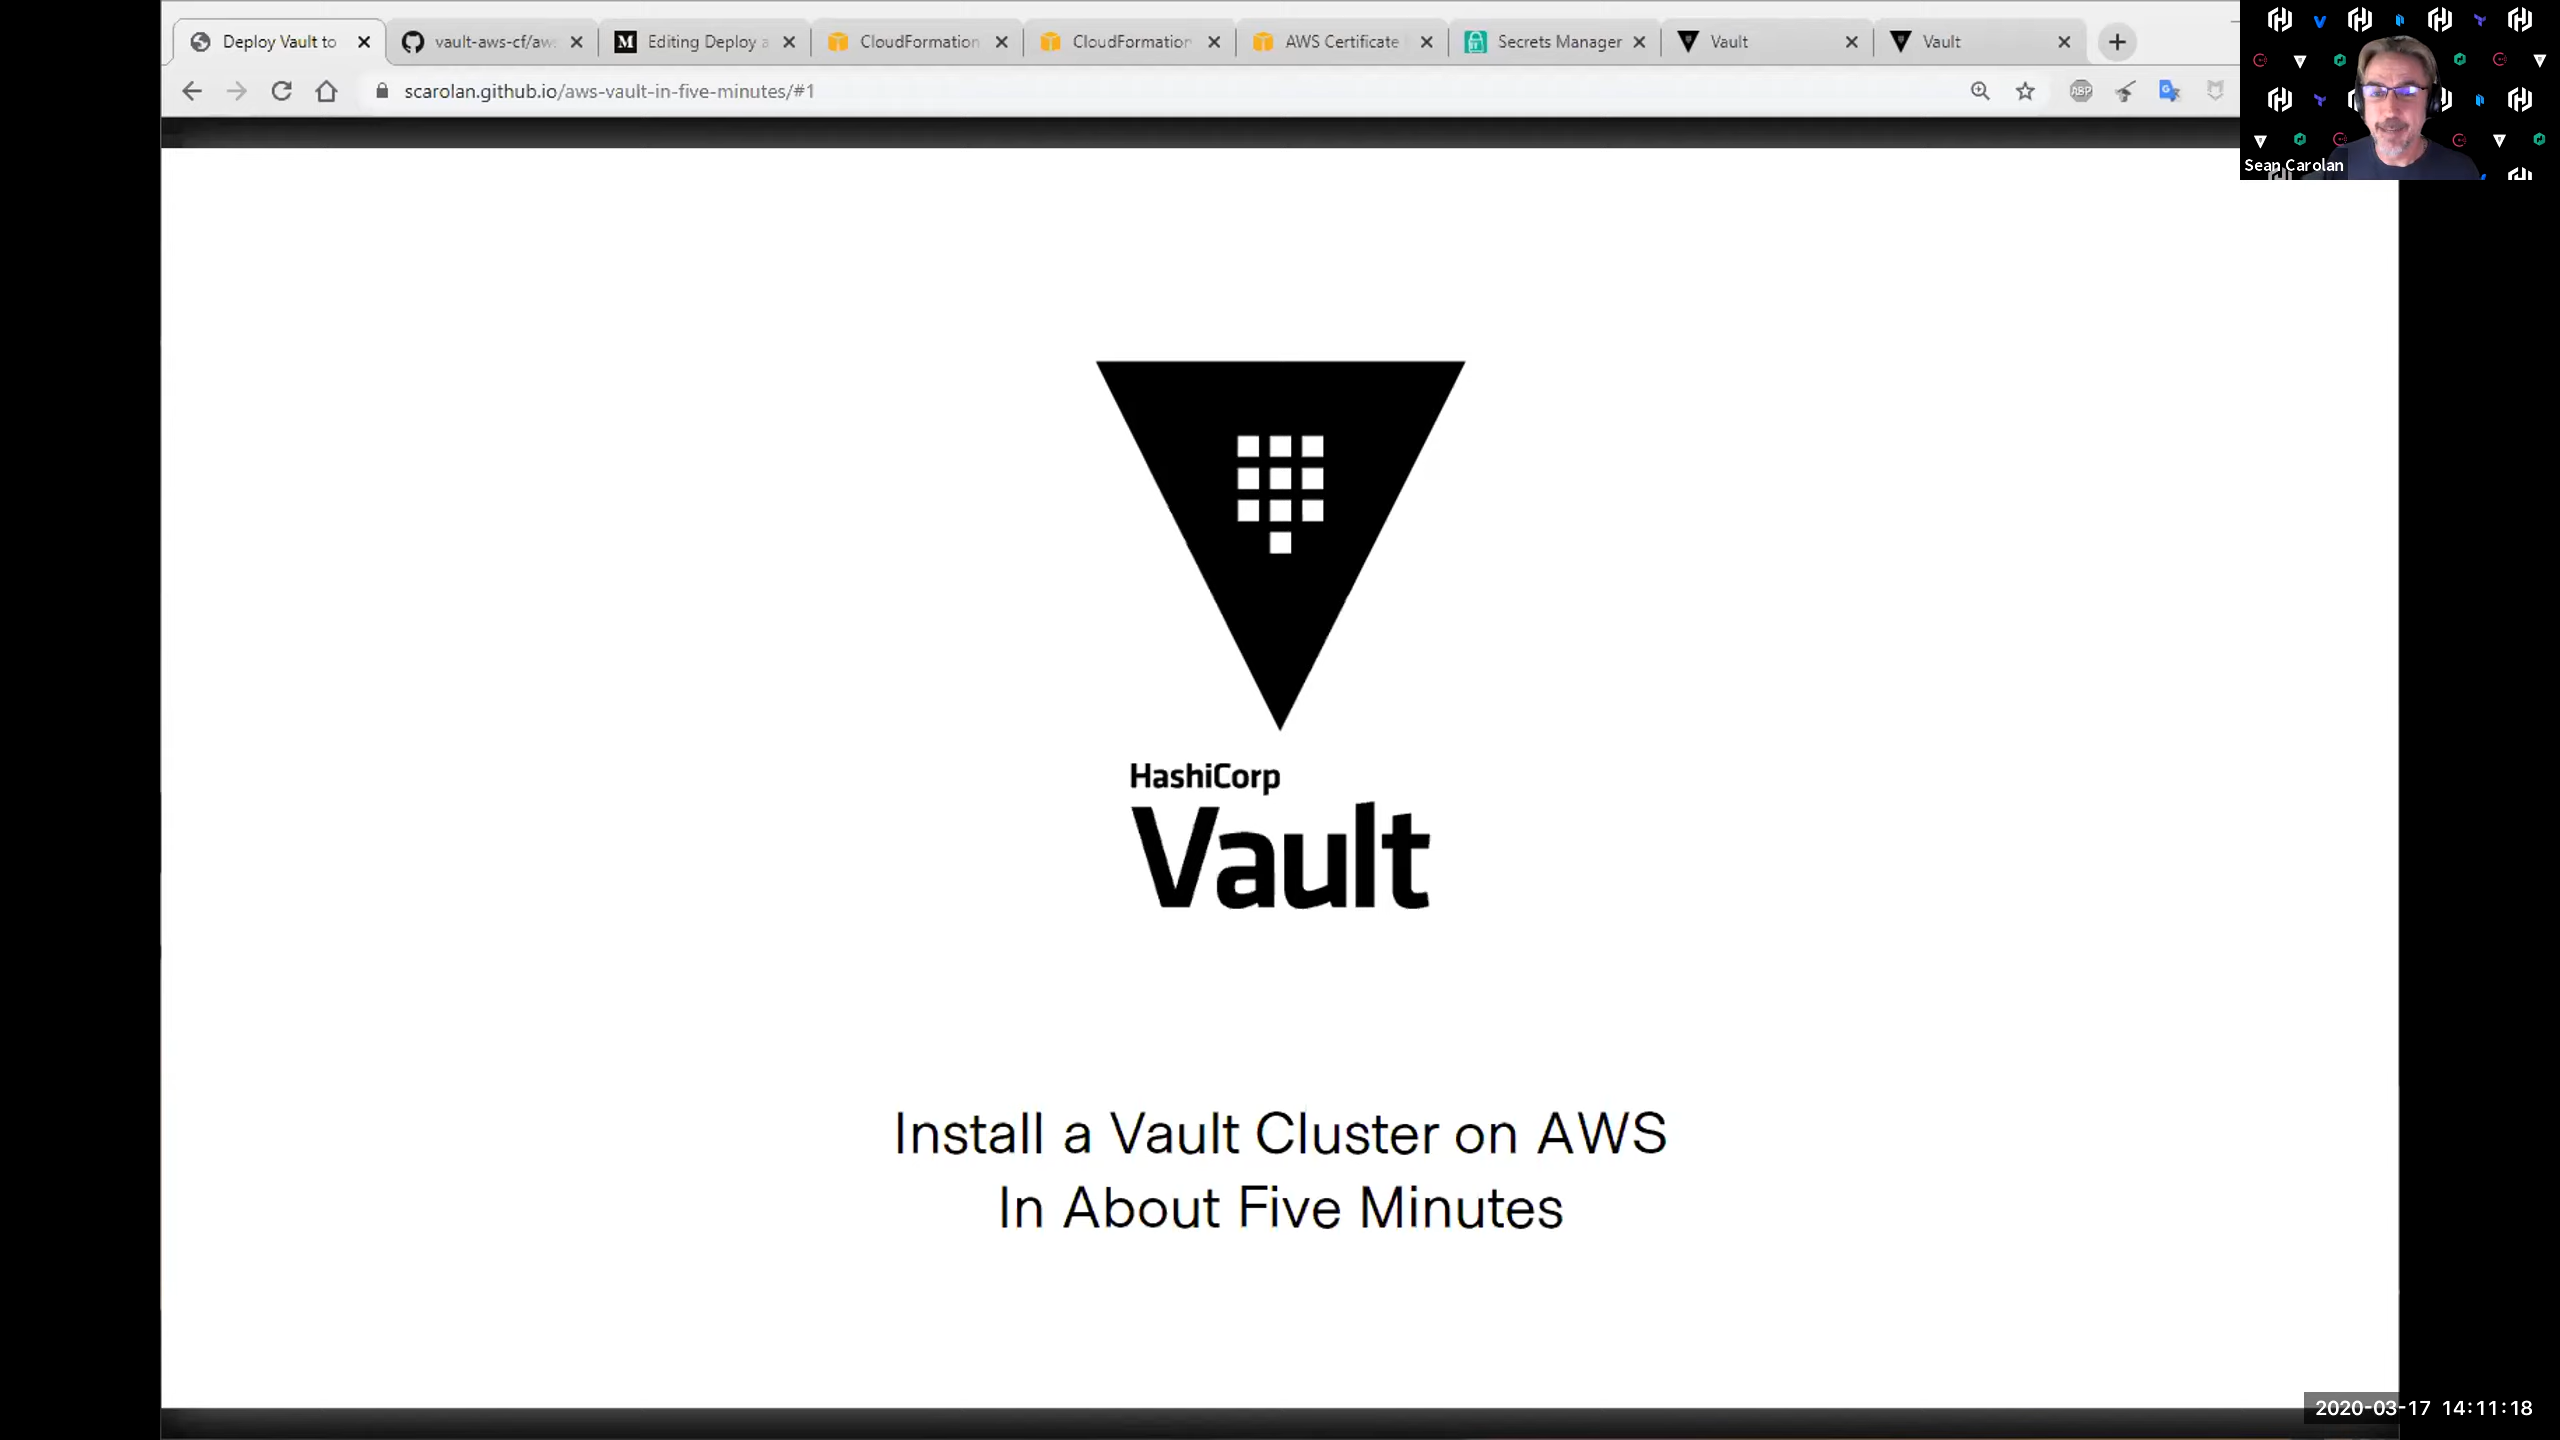 Deploy Vault to
vault-aws-cf/aw
Editing Deploy a
CloudFormation
CloudFormation
AWS Certificate
Secrets Manager
Vault
Vault
scarolan.github.io/aws-vault-in-five-minutes/#1
ABP
Sean Carolan
HashiCorp
Vault
Install a Vault Cluster on AWS
In About Five Minutes
2020-03-17 14:11:18